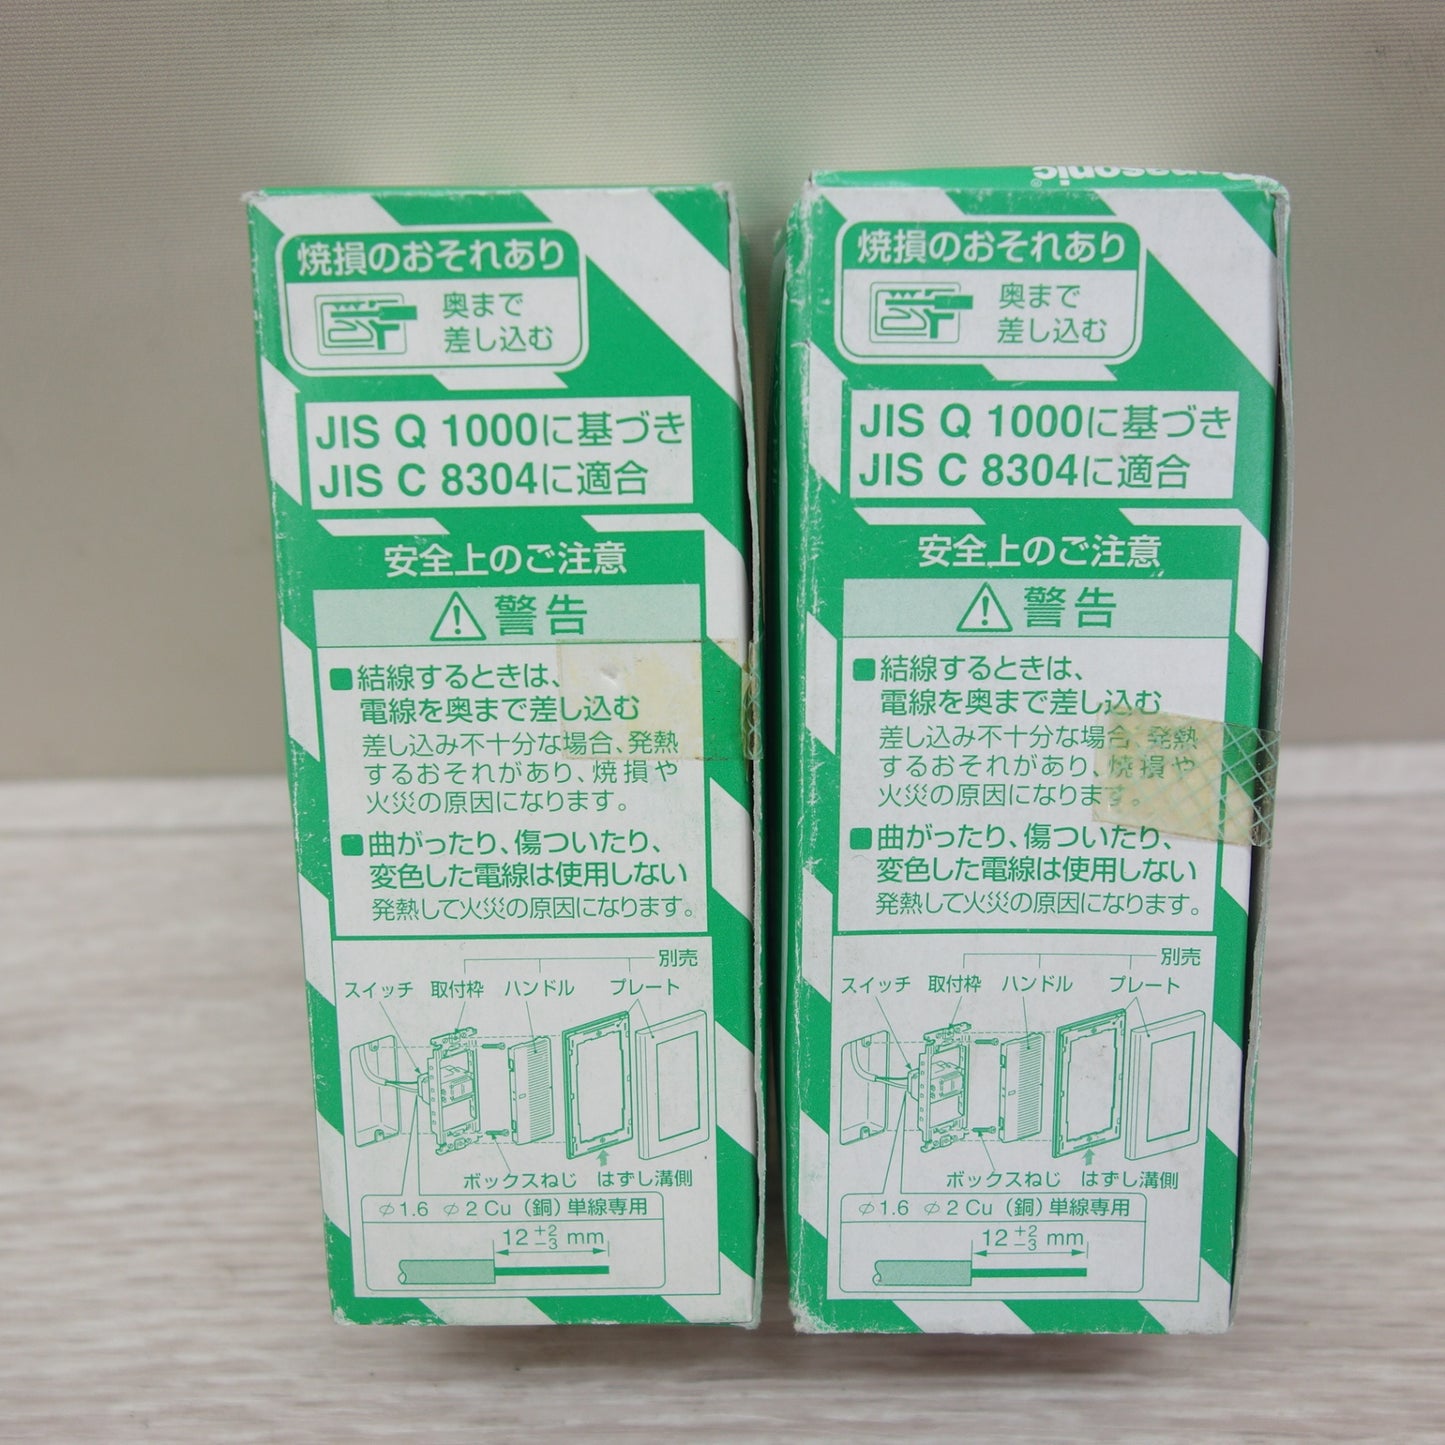 焼損のおそれあり
奥まで
差し込む
JIS Q 1000に基づき
JIS C 8304に適合
安全上のご注意
警告
■結線するときは、
電線を奥まで差し込む
差し込み不十分な場合、発熱
するおそれがあり、焼損や
火災の原因になります。
■曲がったり、傷ついたり、
変色した電線は使用しない
発熱して火災の原因になります。
別売
スイッチ 取付枠 ハンドル プレート
ボックスねじ はずし溝側
φ1.6 φ2 Cu（銅）単線専用
12 +2 −3 mm
Panasonic®
焼損のおそれあり
奥まで
差し込む
JIS Q 1000に基づき
JIS C 8304に適合
安全上のご注意
警告
■結線するときは、
電線を奥まで差し込む
差し込み不十分な場合、発熱
するおそれがあり、焼損や
火災の原因になります。
■曲がったり、傷ついたり、
変色した電線は使用しない
発熱して火災の原因になります。
別売
スイッチ 取付枠 ハンドル プレート
ボックスねじ はずし溝側
φ1.6 φ2 Cu（銅）単線専用
12 +2 −3 mm